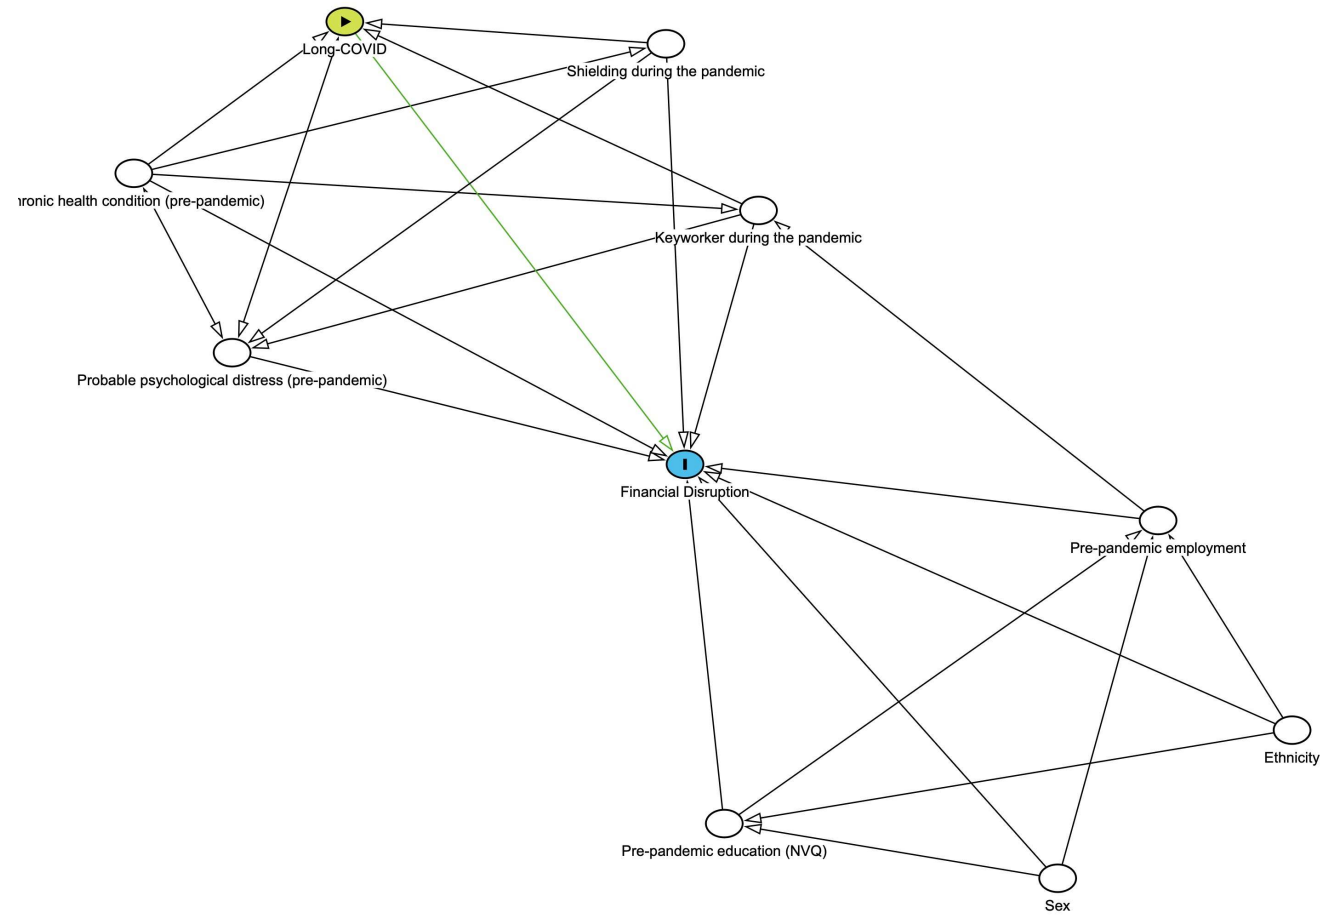 Long-COVID
Shielding during the pandemic
hronic health condition (pre-pandemic)
Keyworker during the pandemic
Probable psychological distress (pre-pandemic)
Financial Disruption
Pre-pandemic employment
Ethnicity
Pre-pandemic education (NVQ)
Sex